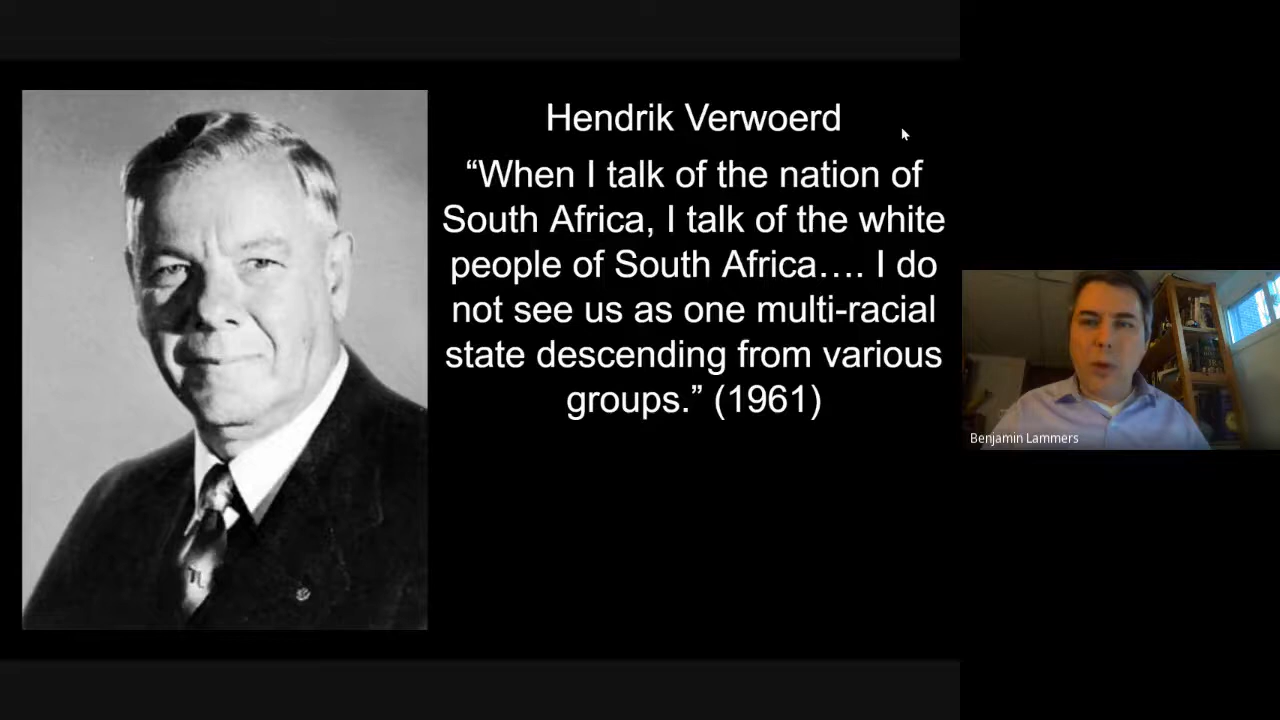 Hendrik Verwoerd
“When I talk of the nation of
South Africa, I talk of the white
people of South Africa…. I do
not see us as one multi-racial
state descending from various
groups.” (1961)
Benjamin Lammers